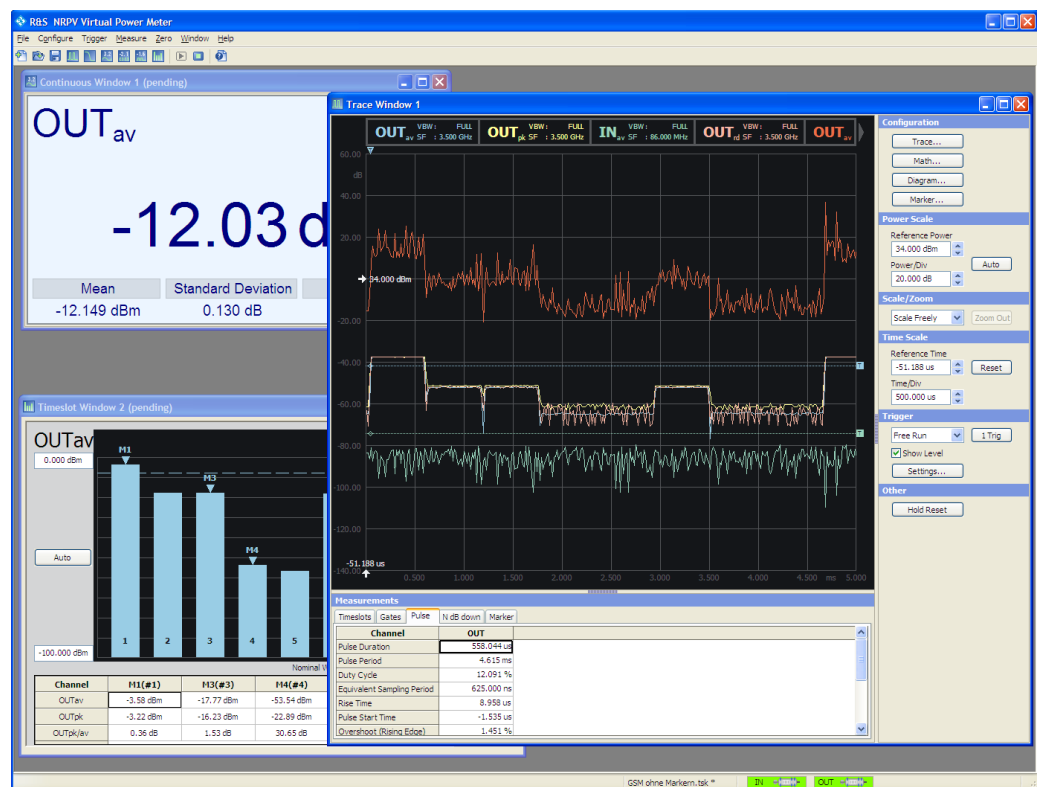 R&S NRPV Virtual Power Meter
File Configure Trigger Measure Zero Window Help
Continuous Window 1 (pending)
OUTav
-12.03 d
Mean Standard Deviation
-12.149 dBm 0.130 dB
Timeslot Window 2 (pending)
OUTav
0.000 dBm
Auto
-100.000 dBm
M1
M3
M4
1 2 3 4 5
Nominal
Channel M1(#1) M3(#3) M4(#4)
OUTav -3.58 dBm -17.77 dBm -53.54 dBm
OUTpk -3.22 dBm -16.23 dBm -22.89 dBm
OUTpk/av 0.36 dB 1.53 dB 30.65 dB
Trace Window 1
OUTav VBW: FULL SF : 3.500 GHz OUTpk VBW: FULL SF : 3.500 GHz INav VBW: FULL SF : 86.000 MHz OUTrd VBW: FULL SF : 3.500 GHz OUTav
60.00
dB
40.00
20.00
34.000 dBm
-20.00
-40.00
T
-60.00
T
-80.00
-100.00
-120.00
-51.188 us
-140.00
0.500 1.000 1.500 2.000 2.500 3.000 3.500 4.000 4.500 ms 5.000
Configuration
Trace...
Math...
Diagram...
Marker...
Power Scale
Reference Power
34.000 dBm
Power/Div
20.000 dB
Auto
Scale/Zoom
Scale Freely Zoom Out
Time Scale
Reference Time
-51.188 us Reset
Time/Div
500.000 us
Trigger
Free Run 1 Trig
Show Level
Settings...
Other
Hold Reset
Measurements
Timeslots Gates Pulse N dB down Marker
Channel OUT
Pulse Duration 558.044 us
Pulse Period 4.615 ms
Duty Cycle 12.091 %
Equivalent Sampling Period 625.000 ns
Rise Time 8.958 us
Pulse Start Time -1.535 us
Overshoot (Rising Edge) 1.451 %
GSM ohne Markern.tsk * IN OUT